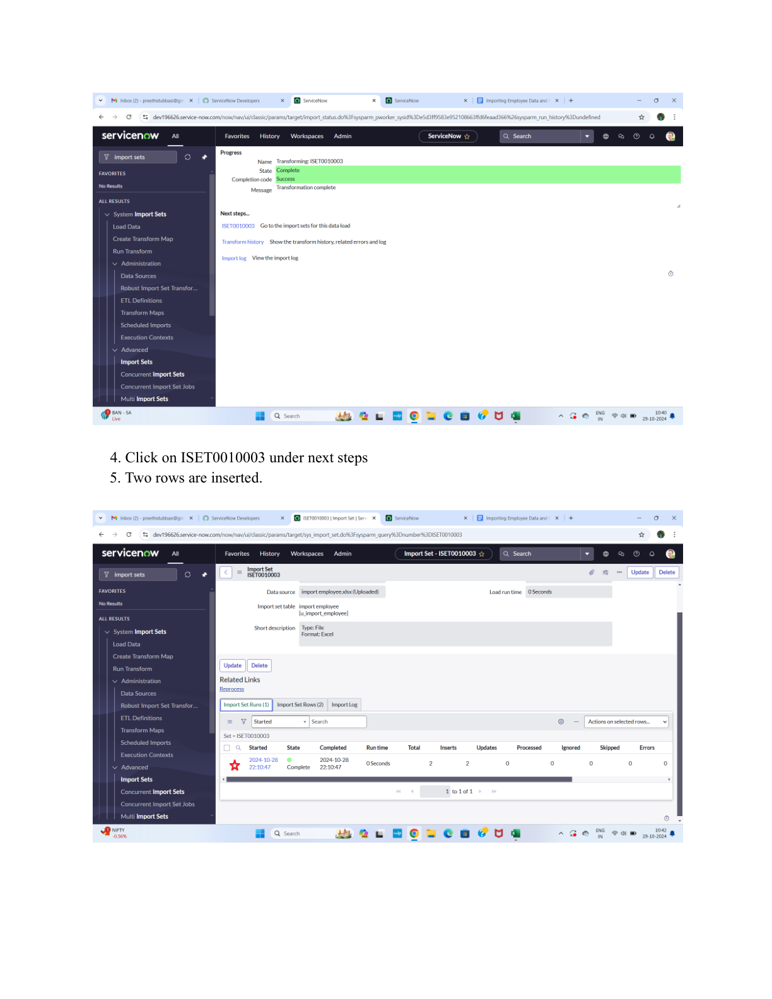 Inbox (2) - preethidubbasi@gm
ServiceNow Developers
ServiceNow
ServiceNow
Importing Employee Data and
dev196626.service-now.com/now/nav/ui/classic/params/target/import_status.do%3Fsysparm_pworker_sysid%3De5d3ff9583e952108663ffd6feaad366%26sysparm_run_history%3Dundefined
servicenow All Favorites History Workspaces Admin ServiceNow Search
import sets
FAVORITES
No Results
ALL RESULTS
System Import Sets
Load Data
Create Transform Map
Run Transform
Administration
Data Sources
Robust Import Set Transfor...
ETL Definitions
Transform Maps
Scheduled Imports
Execution Contexts
Advanced
Import Sets
Concurrent Import Sets
Concurrent Import Set Jobs
Multi Import Sets
Progress
Name Transforming: ISET0010003
State Complete
Completion code Success
Message Transformation complete
Next steps...
ISET0010003 Go to the import sets for this data load
Transform history Show the transform history, related errors and log
Import log View the import log
BAN - SA
Live
Search
ENG
IN
10:40
29-10-2024
4. Click on ISET0010003 under next steps
5. Two rows are inserted.
Inbox (2) - preethidubbasi@gm
ServiceNow Developers
ISET0010003 | Import Set | Serv
ServiceNow
Importing Employee Data and
dev196626.service-now.com/now/nav/ui/classic/params/target/sys_import_set.do%3Fsysparm_query%3Dnumber%3DISET0010003
servicenow All Favorites History Workspaces Admin Import Set - ISET0010003 Search
import sets
FAVORITES
No Results
ALL RESULTS
System Import Sets
Load Data
Create Transform Map
Run Transform
Administration
Data Sources
Robust Import Set Transfor...
ETL Definitions
Transform Maps
Scheduled Imports
Execution Contexts
Advanced
Import Sets
Concurrent Import Sets
Concurrent Import Set Jobs
Multi Import Sets
Import Set
ISET0010003
Update Delete
Data source import employee.xlsx (Uploaded) Load run time 0 Seconds
Import set table import employee
[u_import_employee]
Short description Type: File
Format: Excel
Update Delete
Related Links
Reprocess
Import Set Runs (1) Import Set Rows (2) Import Log
Started Search Actions on selected rows...
Set = ISET0010003
Started State Completed Run time Total Inserts Updates Processed Ignored Skipped Errors
2024-10-28 22:10:47 Complete 2024-10-28 22:10:47 0 Seconds 2 2 0 0 0 0 0
1 to 1 of 1
NIFTY
-0.56%
Search
ENG
IN
10:42
29-10-2024